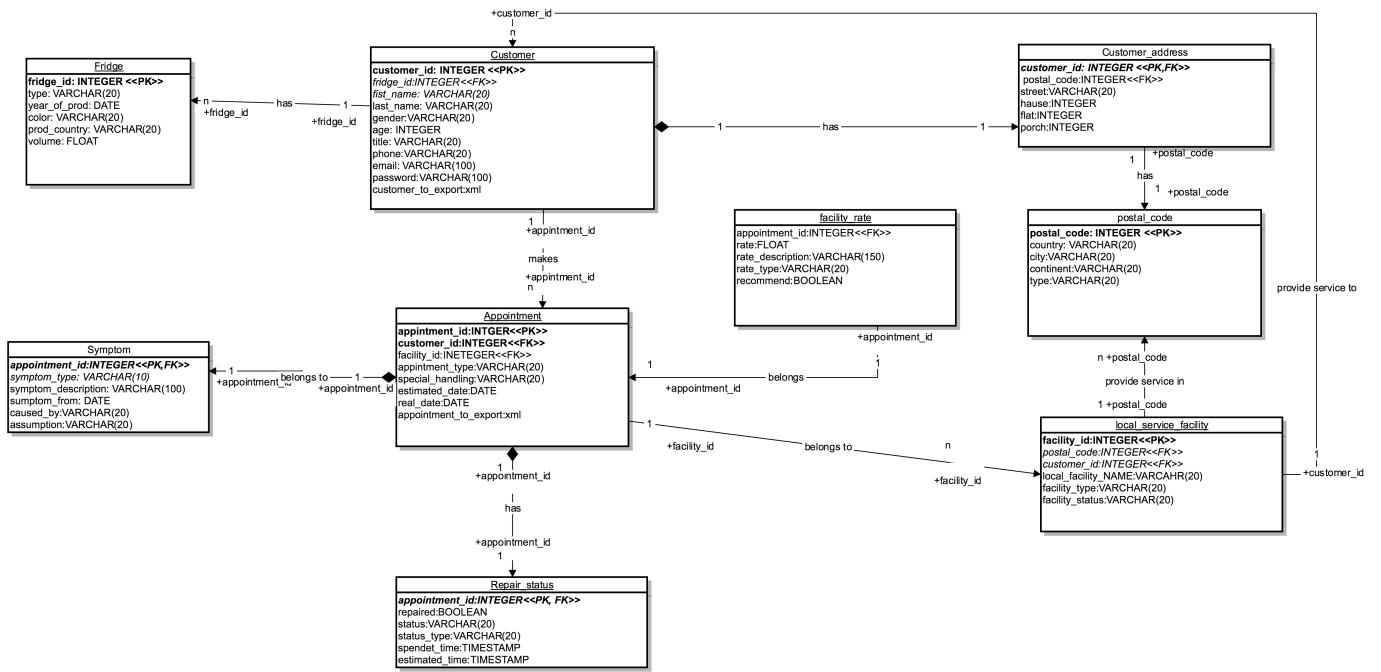 +customer_id
n
Fridge
fridge_id: INTEGER <<PK>>
type: VARCHAR(20)
year_of_prod: DATE
color: VARCHAR(20)
prod_country: VARCHAR(20)
volume: FLOAT
n
has
1
+fridge_id
+fridge_id
Customer
customer_id: INTEGER <<PK>>
fridge_id:INTEGER<<FK>>
fist_name: VARCHAR(20)
last_name: VARCHAR(20)
gender:VARCHAR(20)
age: INTEGER
title: VARCHAR(20)
phone:VARCHAR(20)
email: VARCHAR(100)
password:VARCHAR(100)
customer_to_export:xml
1
has
1
Customer_address
customer_id: INTEGER <<PK,FK>>
postal_code:INTEGER<<FK>>
street:VARCHAR(20)
hause:INTEGER
flat:INTEGER
porch:INTEGER
+postal_code
1
has
1
+postal_code
1
+appintment_id
makes
+appintment_id
n
facility_rate
appointment_id:INTEGER<<FK>>
rate:FLOAT
rate_description:VARCHAR(150)
rate_type:VARCHAR(20)
recommend:BOOLEAN
+appointment_id
1
1
belongs
+appointment_id
postal_code
postal_code: INTEGER <<PK>>
country: VARCHAR(20)
city:VARCHAR(20)
continent:VARCHAR(20)
type:VARCHAR(20)
provide service to
n +postal_code
provide service in
1 +postal_code
Symptom
appointment_id:INTEGER<<PK,FK>>
symptom_type: VARCHAR(10)
symptom_description: VARCHAR(100)
sumptom_from: DATE
caused_by:VARCHAR(20)
assumption:VARCHAR(20)
1
belongs to
1
+appointment_id
Appointment
appintment_id:INTGER<<PK>>
customer_id:INTEGER<<FK>>
facility_id:INETEGER<<FK>>
appintment_type:VARCHAR(20)
special_handling:VARCHAR(20)
estimated_date:DATE
real_date:DATE
appointment_to_export:xml
1
+facility_id
belongs to
n
+facility_id
local_service_facility
facility_id:INTEGER<<PK>>
postal_code:INTEGER<<FK>>
customer_id:INTEGER<<FK>>
local_facility_NAME:VARCAHR(20)
facility_type:VARCHAR(20)
facility_status:VARCHAR(20)
1
+customer_id
1
+appointment_id
has
+appointment_id
1
Repair_status
appointment_id:INTEGER<<PK, FK>>
repaired:BOOLEAN
status:VARCHAR(20)
status_type:VARCHAR(20)
spendet_time:TIMESTAMP
estimated_time:TIMESTAMP